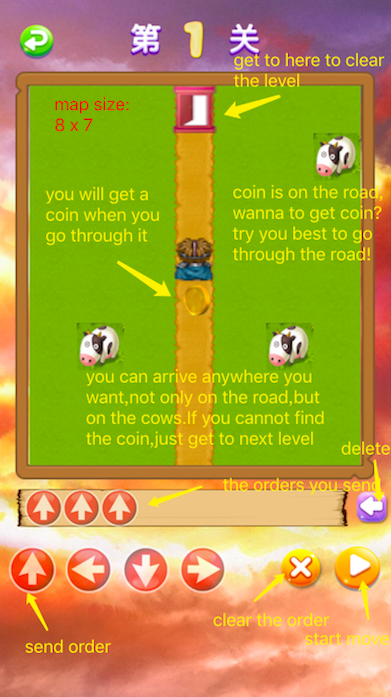 第 1 关
get to here to clear
the level
map size:
8 x 7
you will get a
coin when you
go through it
coin is on the road,
wanna to get coin?
try you best to go
through the road!
you can arrive anywhere you
want,not only on the road,but
on the cows.If you cannot find
the coin,just get to next level
delete
the orders you send
clear the order
start move
send order